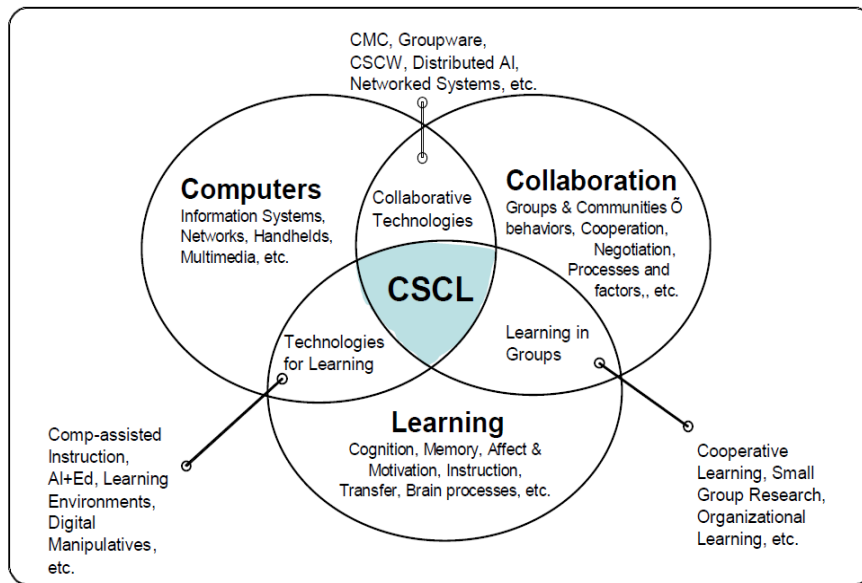 CMC, Groupware,
CSCW, Distributed AI,
Networked Systems, etc.
Computers
Information Systems,
Networks, Handhelds,
Multimedia, etc.
Collaborative
Technologies
Collaboration
Groups & Communities Õ
behaviors, Cooperation,
Negotiation,
Processes and
factors,, etc.
CSCL
Technologies
for Learning
Learning in
Groups
Learning
Cognition, Memory, Affect &
Motivation, Instruction,
Transfer, Brain processes, etc.
Comp-assisted
Instruction,
AI+Ed, Learning
Environments,
Digital
Manipulatives,
etc.
Cooperative
Learning, Small
Group Research,
Organizational
Learning, etc.